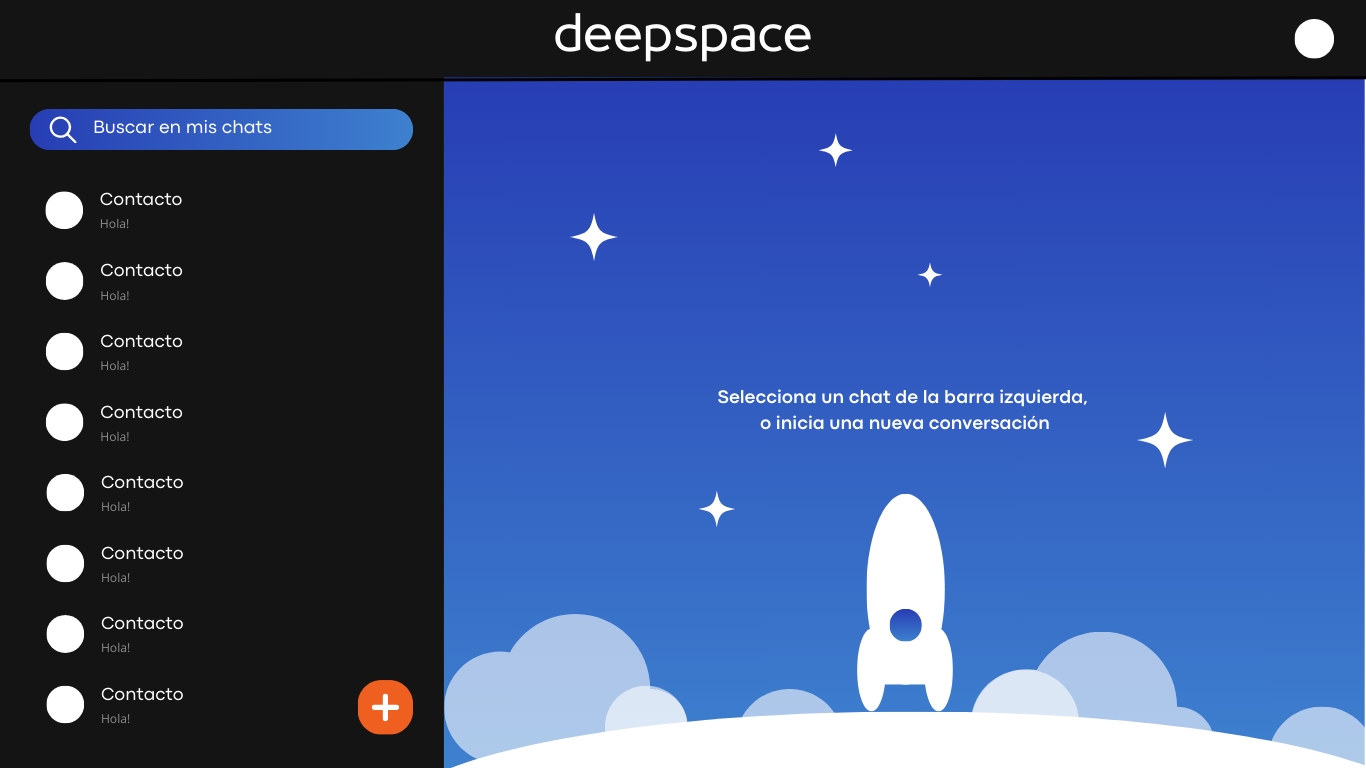 deepspace
Buscar en mis chats
Contacto
Hola!
Contacto
Hola!
Contacto
Hola!
Contacto
Hola!
Contacto
Hola!
Contacto
Hola!
Contacto
Hola!
Contacto
Hola!
Selecciona un chat de la barra izquierda,
o inicia una nueva conversación